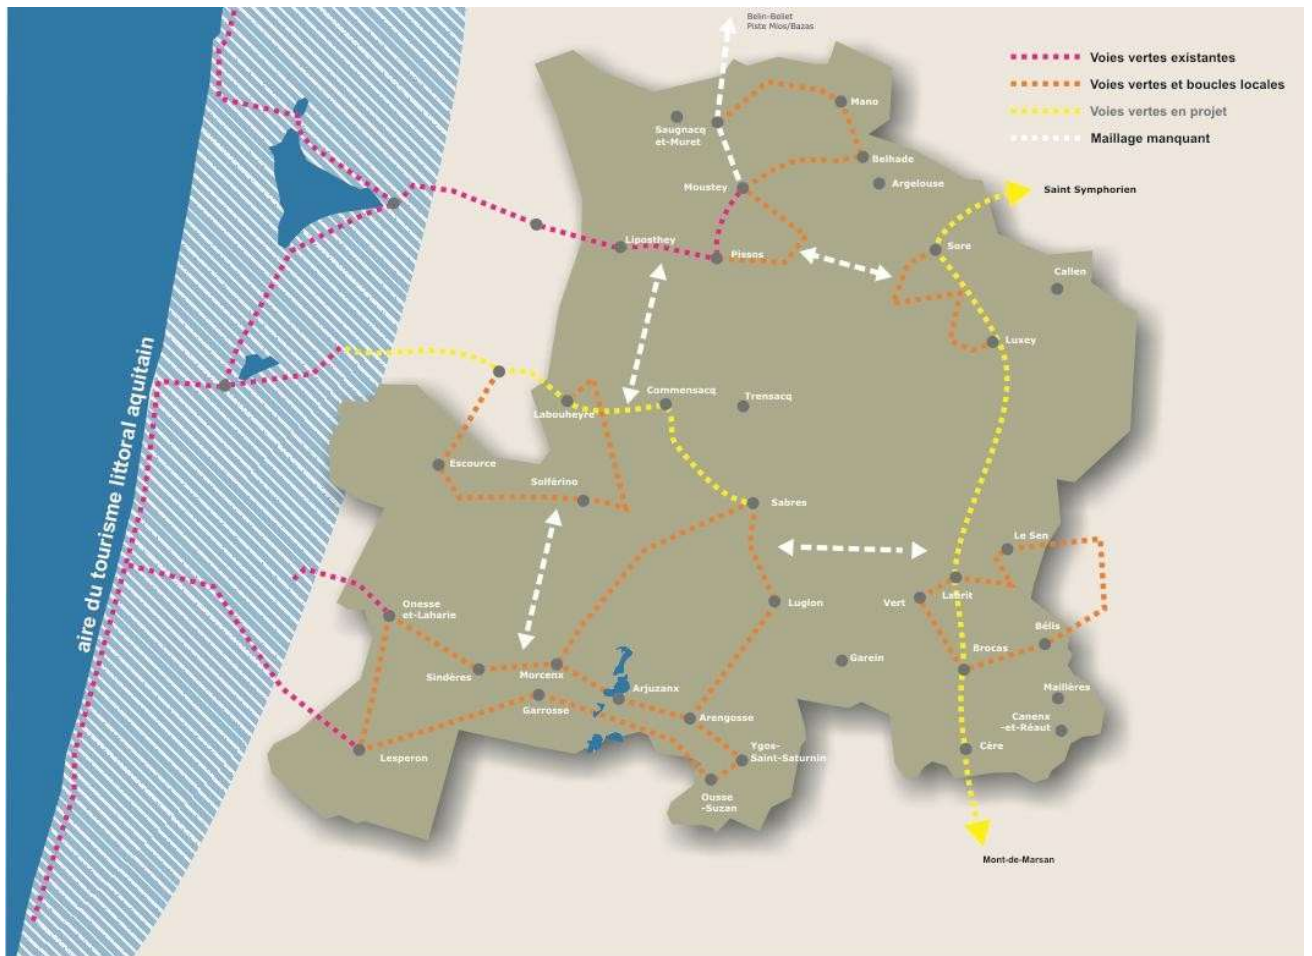 Belin-Beliet
Piste Mios/Bazas
Voies vertes existantes
Voies vertes et boucles locales
Voies vertes en projet
Maillage manquant
Mano
Saugnacq
et-Muret
Belhade
Moustey
Argelouse
Saint Symphorien
Liposthey
Pissos
Sore
Callen
Luxey
Commensacq
Trensacq
Labouheyre
Escource
Solférino
Sabres
Le Sen
aire du tourisme littoral aquitain
Onesse
et-Laharie
Luglon
Vert
Labrit
Bélis
Brocas
Garein
Sindères
Morcenx
Arjuzanx
Garrosse
Maillères
Arengosse
Canenx
-et-Réaut
Lesperon
Ygos-
Saint-Saturnin
Cère
Ousse
-Suzan
Mont-de-Marsan